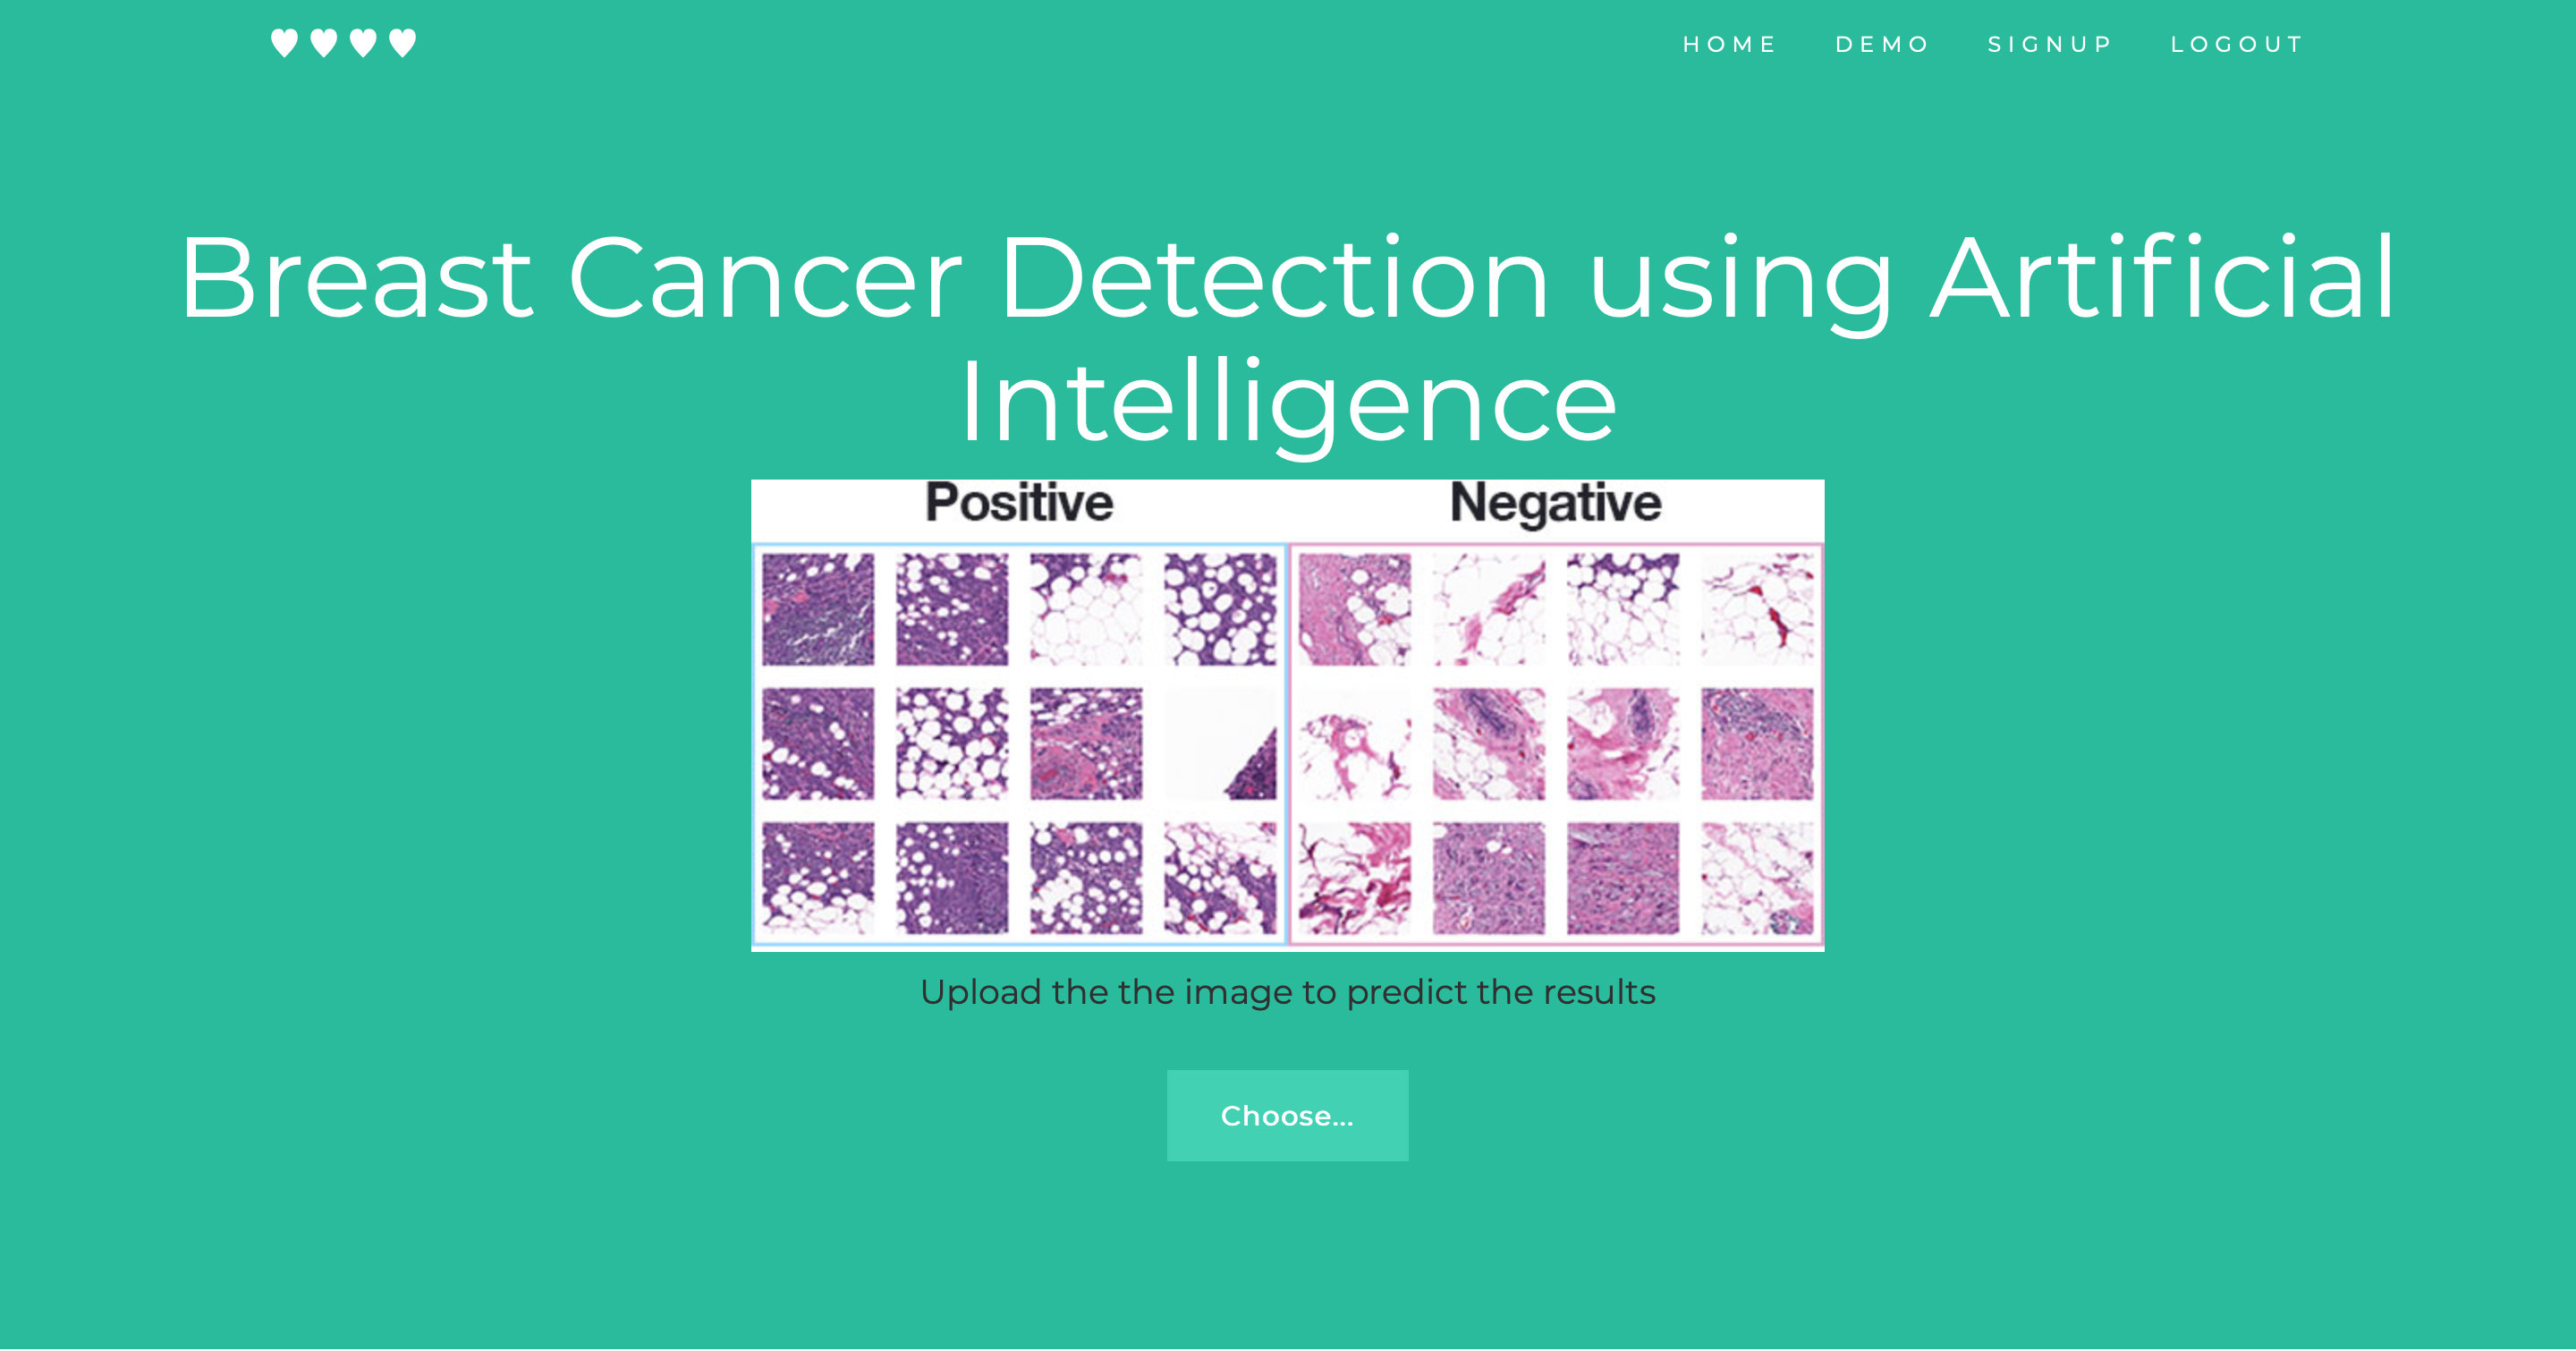 HOME DEMO SIGNUP LOGOUT
Breast Cancer Detection using Artificial
Intelligence
Positive Negative
Upload the the image to predict the results
Choose...